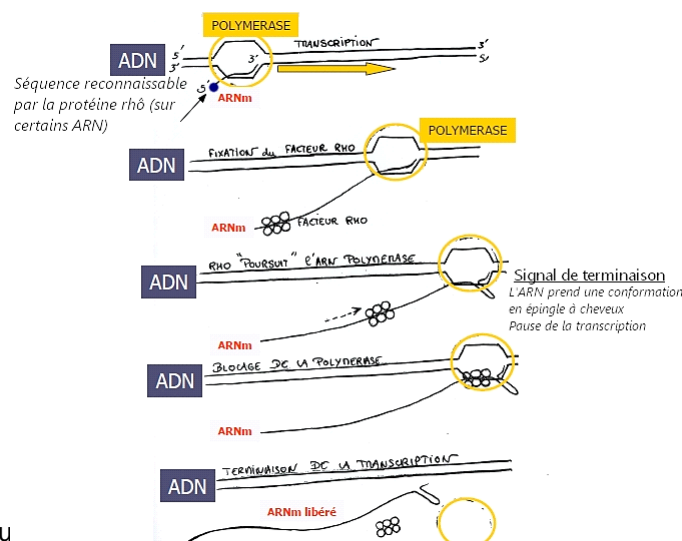 POLYMERASE
TRANSCRIPTION
5'
3'
3'
5'
ADN
3'
Séquence reconnaissable
par la protéine rhô (sur
certains ARN)
5'
ARNm
POLYMERASE
FIXATION du FACTEUR RHO
ADN
ARNm
FACTEUR RHO
RHO "POURSUIT" l'ARN POLYMERASE
ADN
Signal de terminaison
L'ARN prend une conformation
en épingle à cheveux
Pause de la transcription
ARNm
BLOCAGE DE LA POLYMERASE
ADN
ARNm
TERMINAISON DE LA TRANSCRIPTION
ADN
ARNm libéré
u